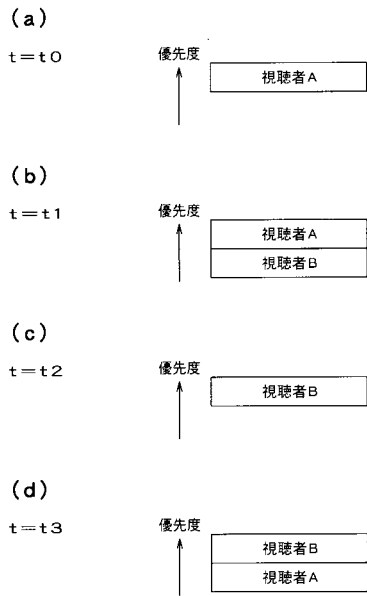 (a)
t=t0
優先度
視聴者A
(b)
t=t1
優先度
視聴者A
視聴者B
(c)
t=t2
優先度
視聴者B
(d)
t=t3
優先度
視聴者B
視聴者A